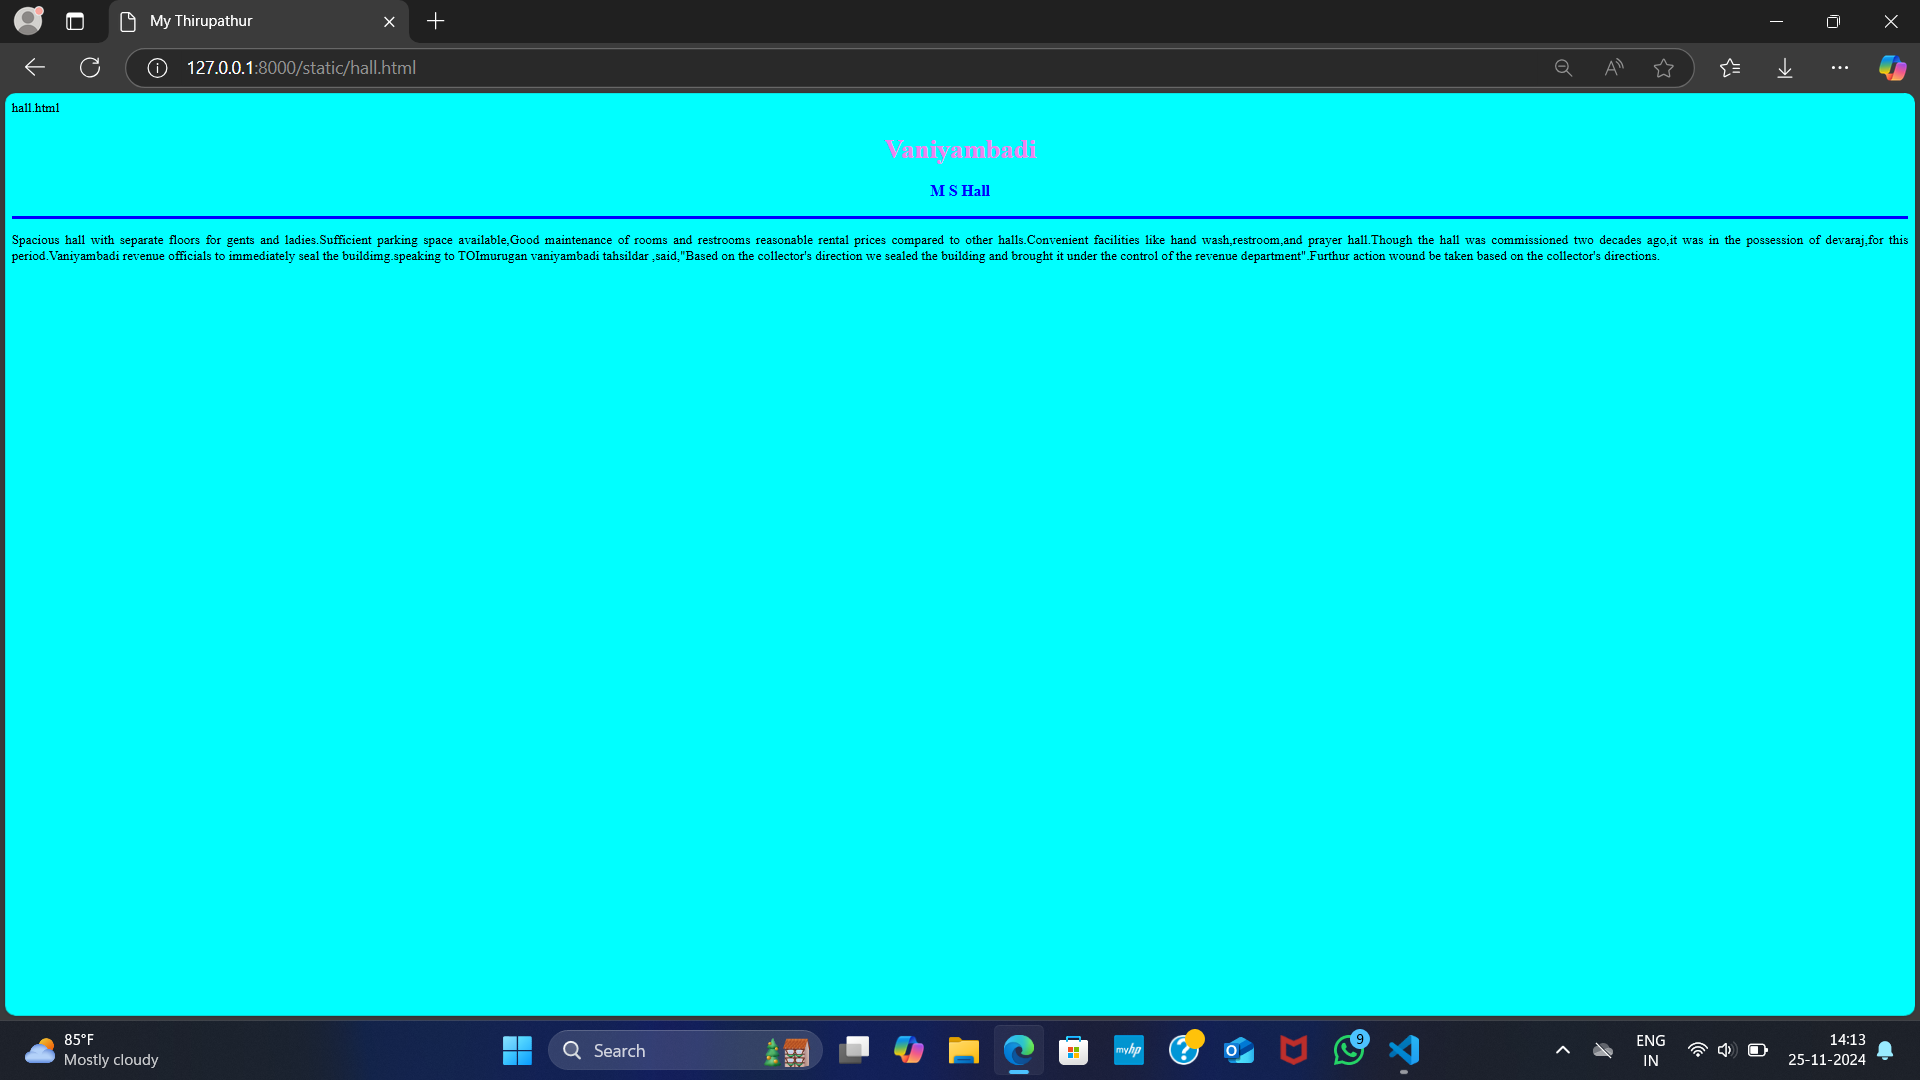 My Thirupathur
127.0.0.1:8000/static/hall.html
hall.html
Vaniyambadi
M S Hall
Spacious hall with separate floors for gents and ladies.Sufficient parking space available,Good maintenance of rooms and restrooms reasonable rental prices compared to other halls.Convenient facilities like hand wash,restroom,and prayer hall.Though the hall was commissioned two decades ago,it was in the possession of devaraj,for this
period.Vaniyambadi revenue officials to immediately seal the buildimg.speaking to TOImurugan vaniyambadi tahsildar ,said,"Based on the collector's direction we sealed the building and brought it under the control of the revenue department".Furthur action wound be taken based on the collector's directions.
85°F
Mostly cloudy
Search
myhp
9
ENG
IN
14:13
25-11-2024